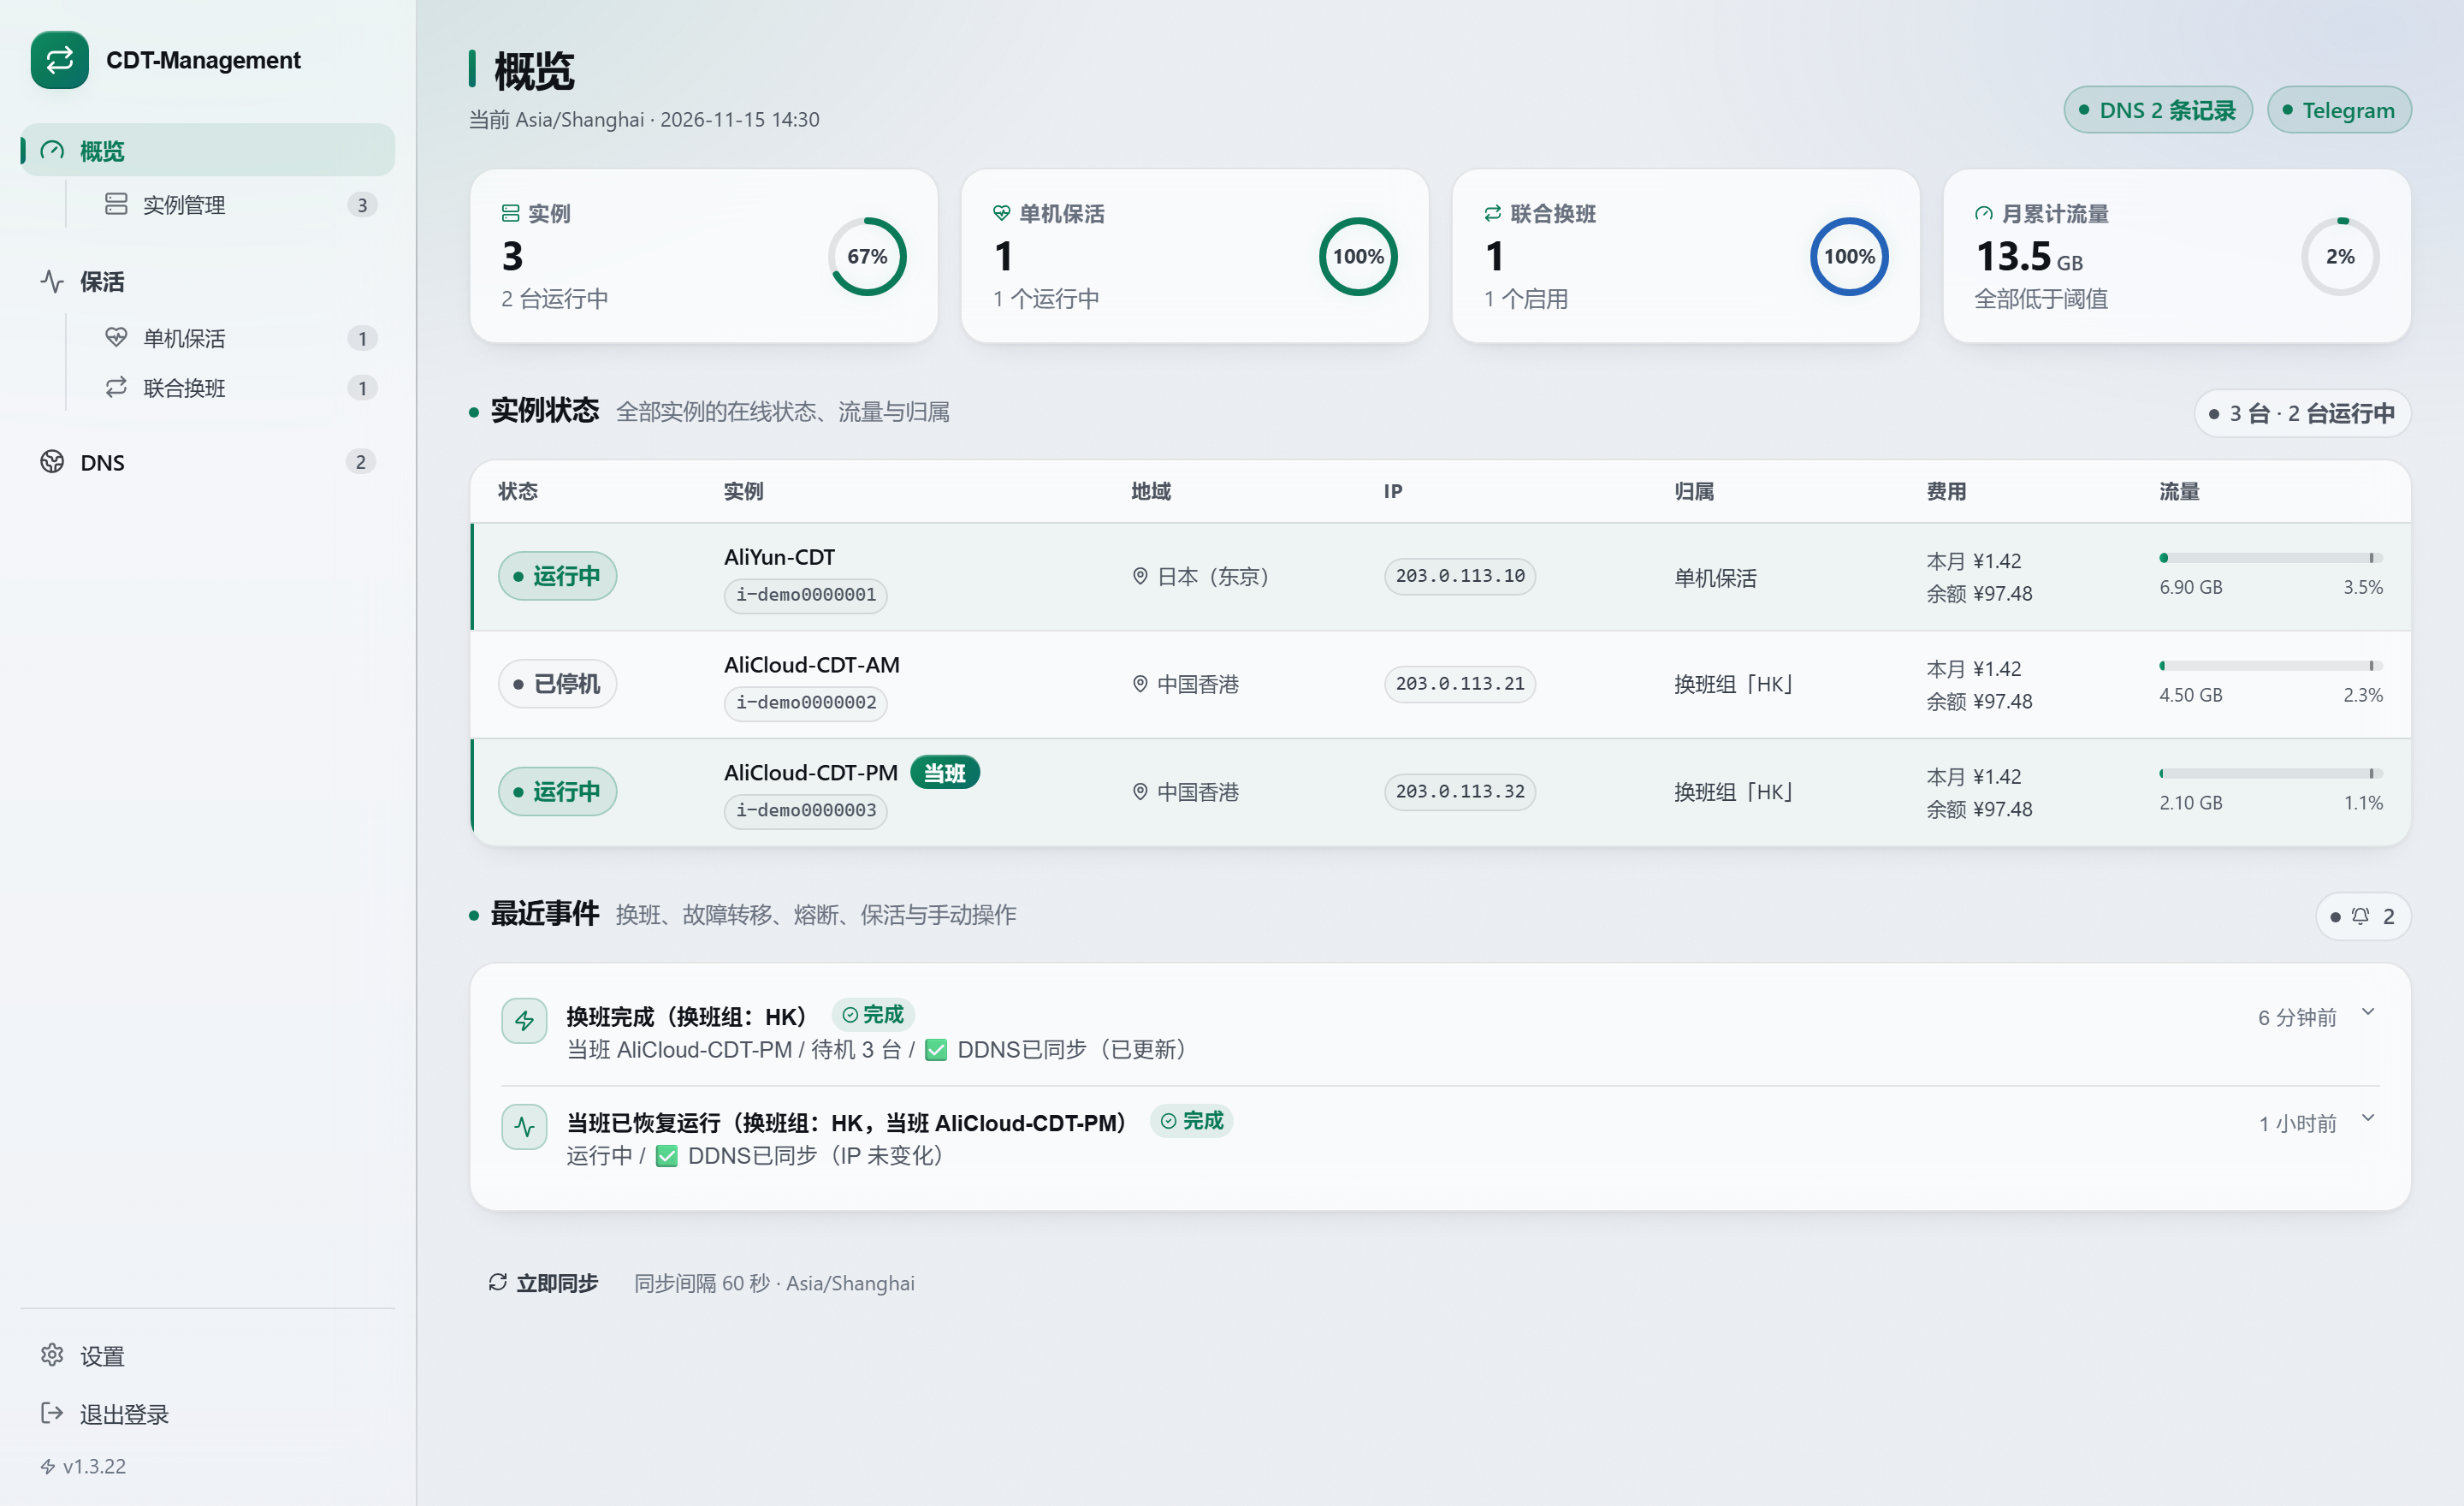 CDT-Management
概览
实例管理 3
保活
单机保活 1
联合换班 1
DNS 2
设置
退出登录
v1.3.22
概览
当前 Asia/Shanghai · 2026-11-15 14:30
DNS 2 条记录
Telegram
实例
3
2 台运行中
67%
单机保活
1
1 个运行中
100%
联合换班
1
1 个启用
100%
月累计流量
13.5 GB
全部低于阈值
2%
实例状态 全部实例的在线状态、流量与归属
3 台 · 2 台运行中
状态 实例 地域 IP 归属 费用 流量
运行中
AliYun-CDT
i-demo0000001
日本（东京）
203.0.113.10
单机保活
本月 ¥1.42
余额 ¥97.48
6.90 GB 3.5%
已停机
AliCloud-CDT-AM
i-demo0000002
中国香港
203.0.113.21
换班组「HK」
本月 ¥1.42
余额 ¥97.48
4.50 GB 2.3%
运行中
AliCloud-CDT-PM 当班
i-demo0000003
中国香港
203.0.113.32
换班组「HK」
本月 ¥1.42
余额 ¥97.48
2.10 GB 1.1%
最近事件 换班、故障转移、熔断、保活与手动操作
2
换班完成（换班组：HK） 完成
当班 AliCloud-CDT-PM / 待机 3 台 / ✅ DDNS已同步（已更新）
6 分钟前
当班已恢复运行（换班组：HK，当班 AliCloud-CDT-PM） 完成
运行中 / ✅ DDNS已同步（IP 未变化）
1 小时前
立即同步 同步间隔 60 秒 · Asia/Shanghai